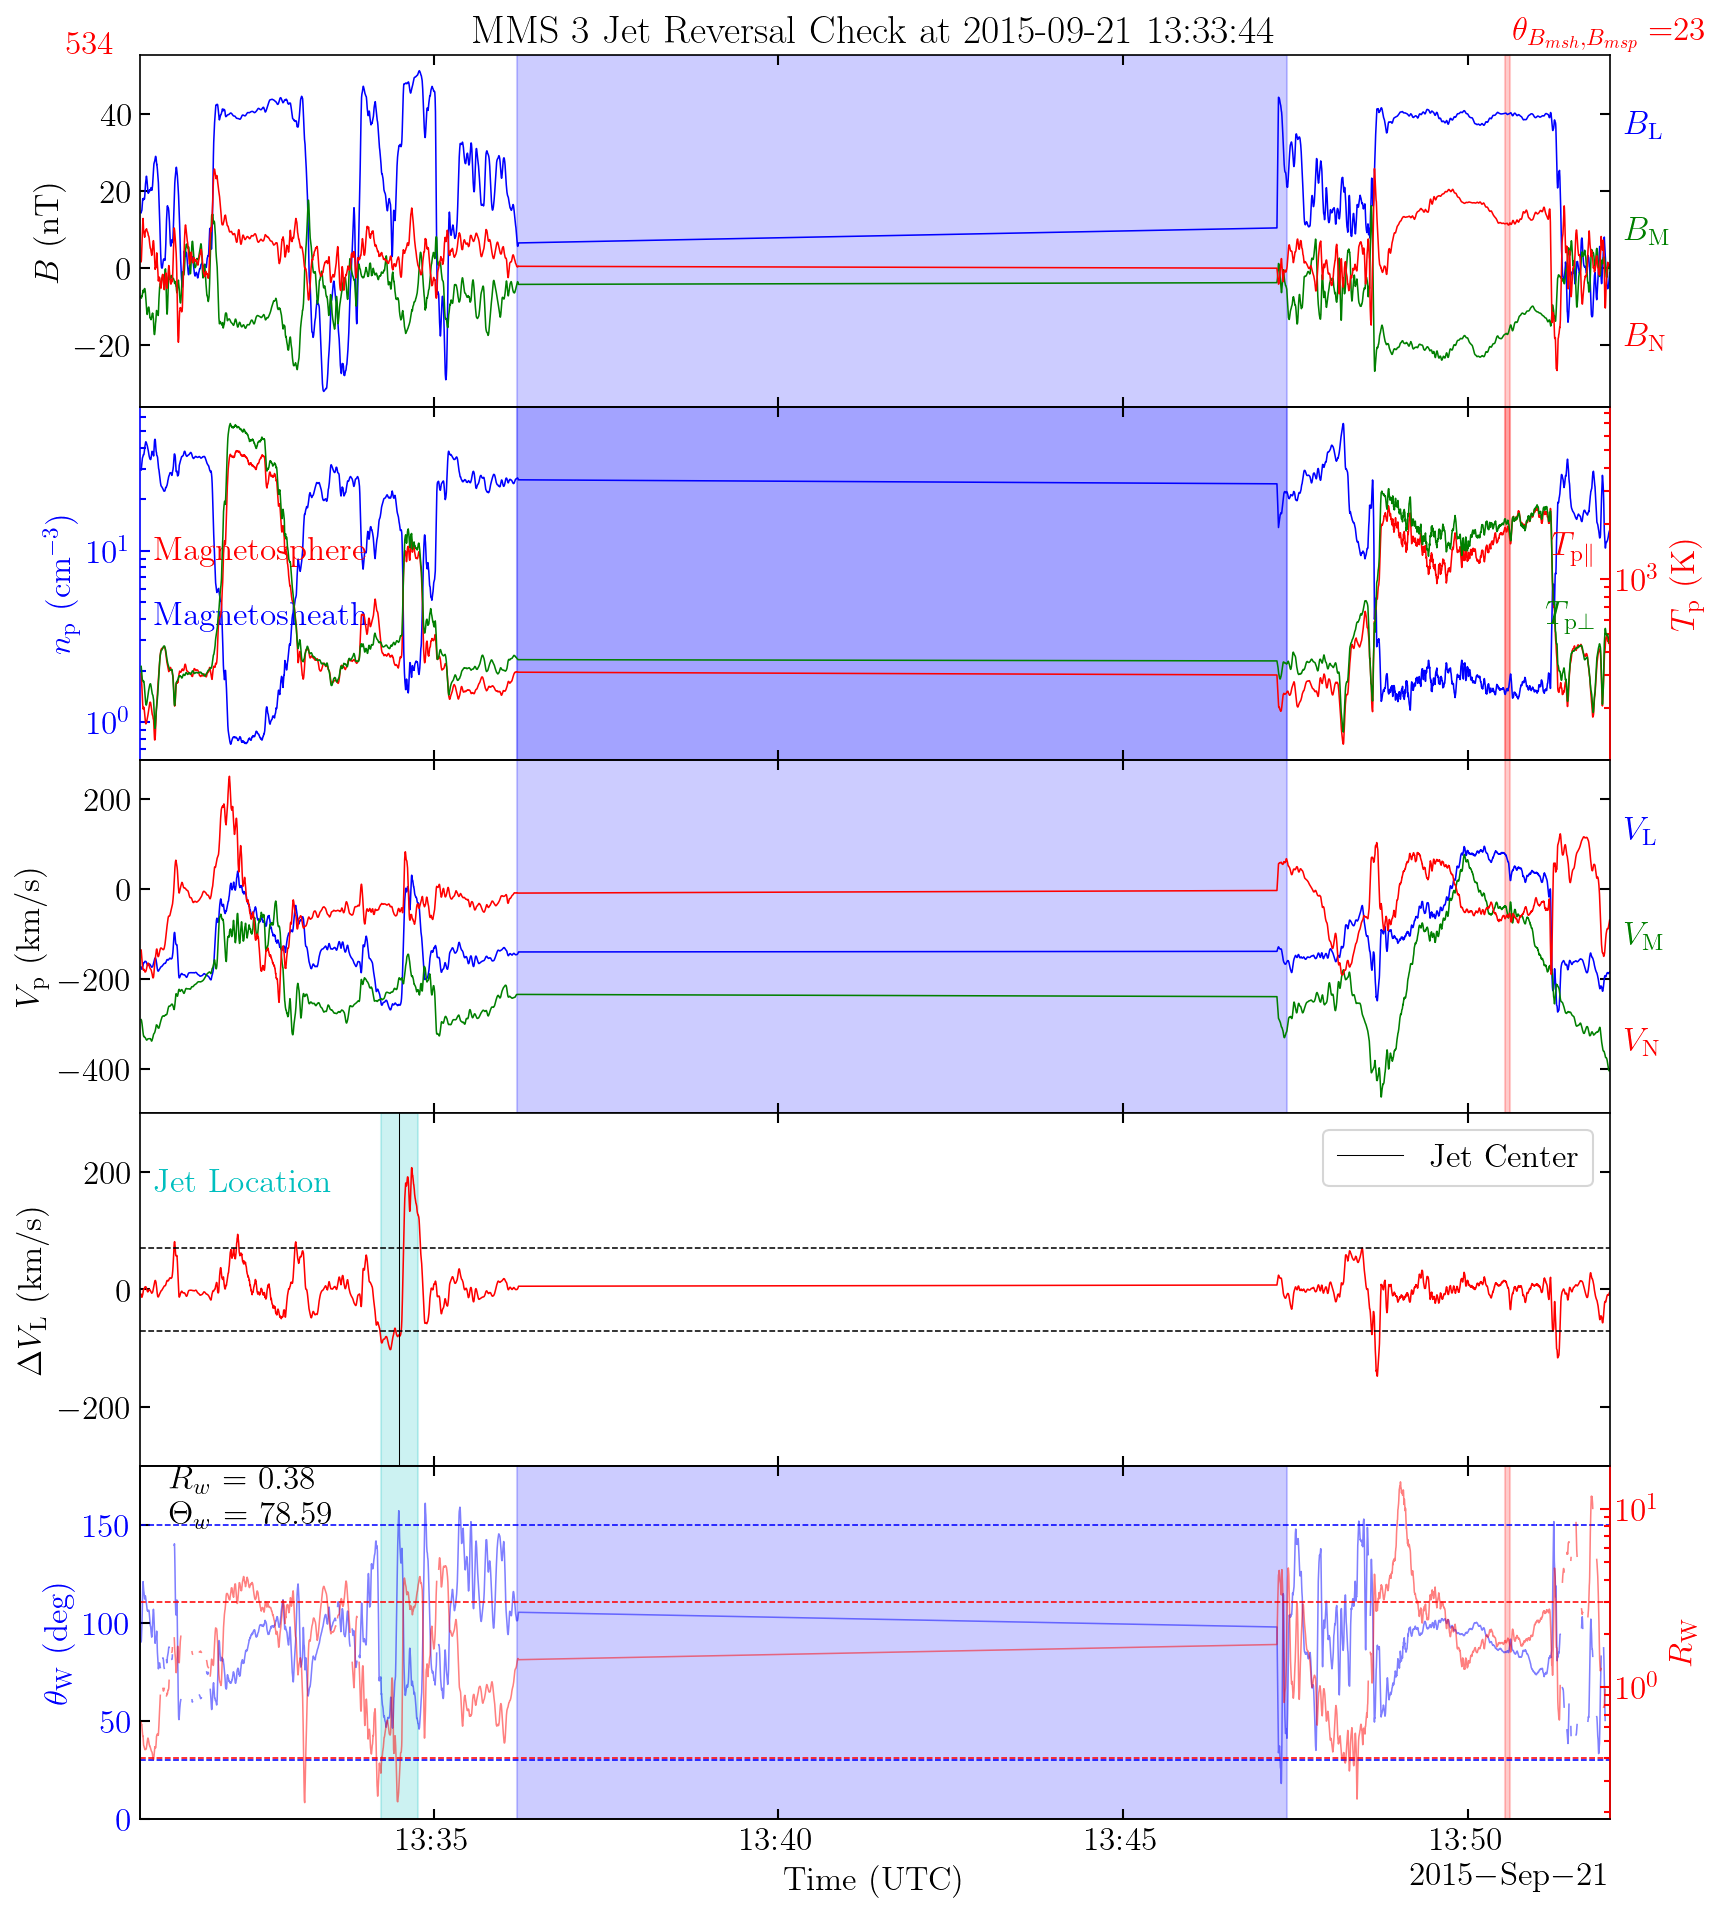 MMS 3 Jet Reversal Check at 2015-09-21 13:33:44
534
θ_{B_{msh},B_{msp}} =23
40
20
0
−20
B (nT)
B_L
B_M
B_N
10^1
10^0
n_p (cm^{−3})
Magnetosphere
Magnetosheath
T_{p∥}
T_{p⊥}
10^3
T_p (K)
200
0
−200
−400
V_p (km/s)
V_L
V_M
V_N
200
0
−200
ΔV_L (km/s)
Jet Location
Jet Center
R_w = 0.38
Θ_w = 78.59
150
100
50
0
θ_W (deg)
10^1
10^0
R_W
13:35 13:40 13:45 13:50
2015−Sep−21
Time (UTC)